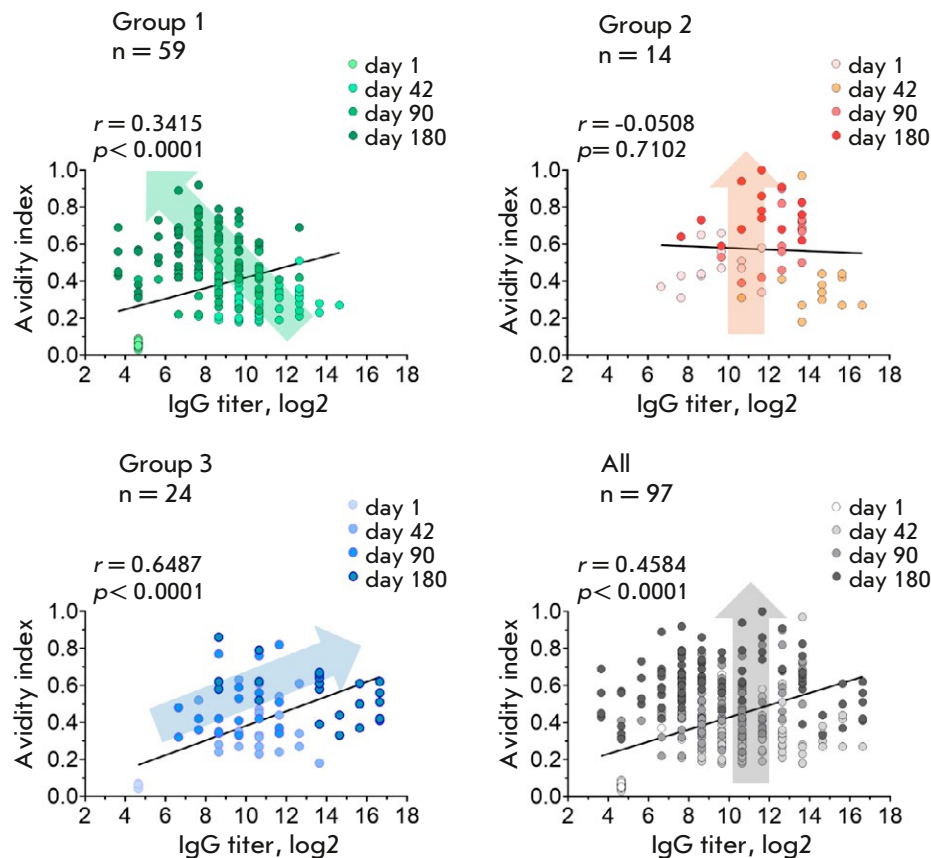 Group 1
n = 59
day 1
day 42
day 90
day 180
r = 0.3415
p< 0.0001
Avidity index
1.0
0.8
0.6
0.4
0.2
0.0
2 4 6 8 10 12 14 16 18
IgG titer, log2
Group 2
n = 14
day 1
day 42
day 90
day 180
r = -0.0508
p= 0.7102
Avidity index
1.0
0.8
0.6
0.4
0.2
0.0
2 4 6 8 10 12 14 16 18
IgG titer, log2
Group 3
n = 24
day 1
day 42
day 90
day 180
r = 0.6487
p< 0.0001
Avidity index
1.0
0.8
0.6
0.4
0.2
0.0
2 4 6 8 10 12 14 16 18
IgG titer, log2
All
n = 97
day 1
day 42
day 90
day 180
r = 0.4584
p< 0.0001
Avidity index
1.0
0.8
0.6
0.4
0.2
0.0
2 4 6 8 10 12 14 16 18
IgG titer, log2